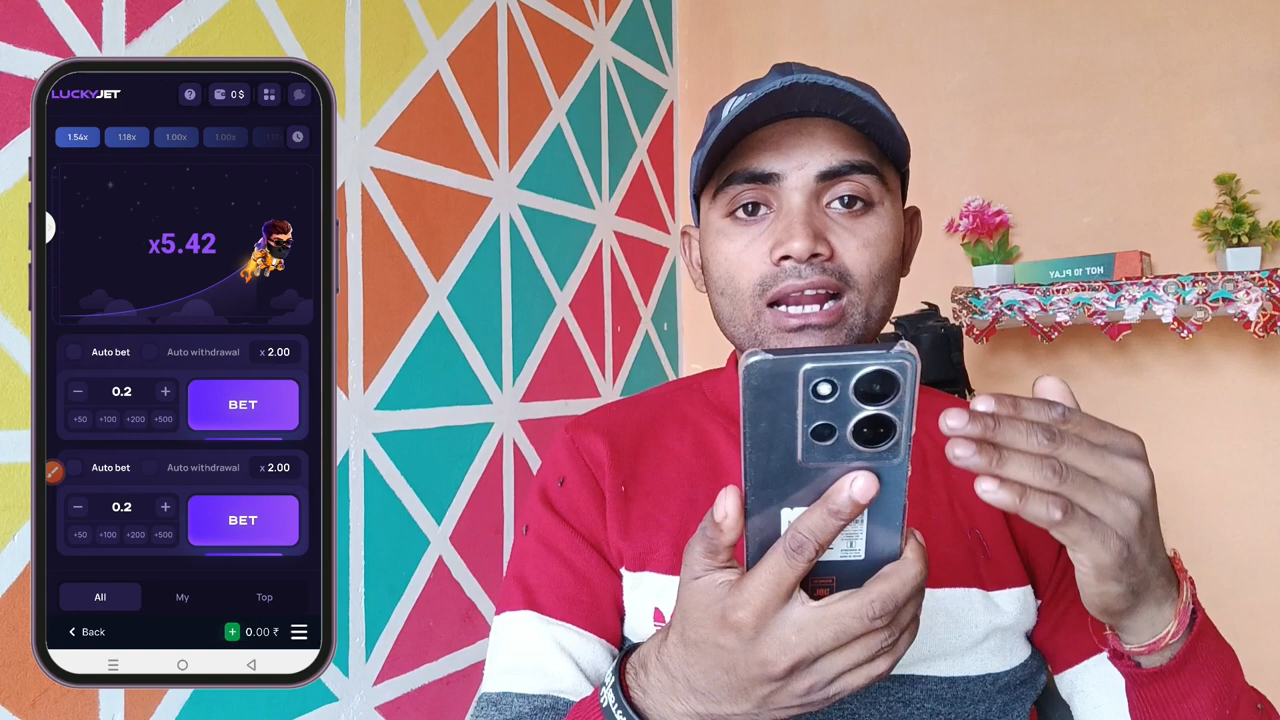 LUCKYJET
?
0 $
1.54x
1.18x
1.00x
1.00x
x5.42
Auto bet
Auto withdrawal
x 2.00
−
0.2
+
BET
+50
+100
+200
+500
Auto bet
Auto withdrawal
x 2.00
−
0.2
+
BET
+50
+100
+200
+500
All
My
Top
Back
+
0.00 ₹
HOT 10 PLAY